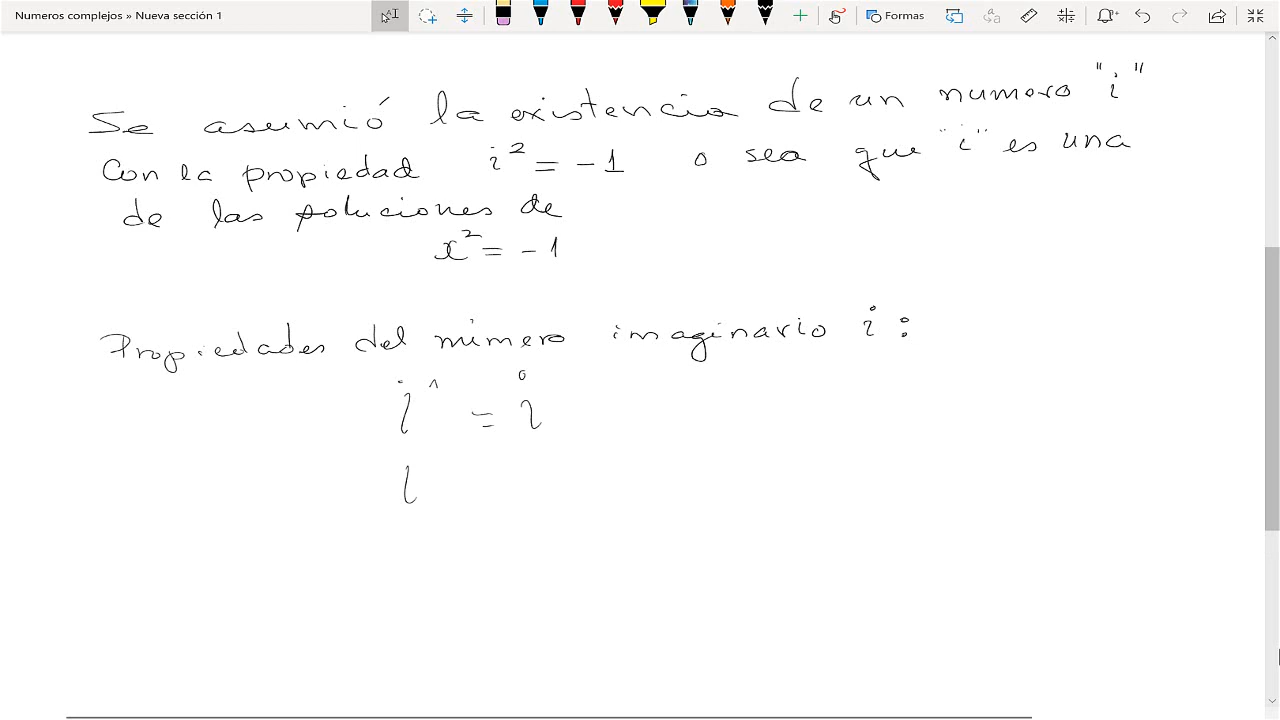 Numeros complejos » Nueva sección 1
Formas
Se asumió la existencia de un numero "i"
Con la propiedad i² = -1 o sea que "i" es una
de las soluciones de
x² = -1
Propiedades del número imaginario i:
i¹ = i
i